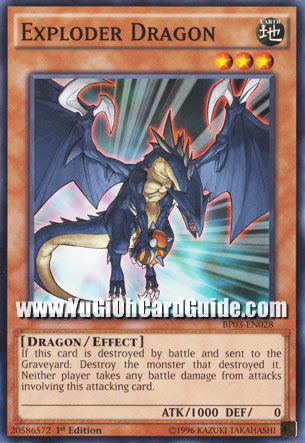 EXPLODER DRAGON
EARTH
地
www.YuGiOhCardGuide.com
BP03-EN028
[DRAGON/EFFECT]
If this card is destroyed by battle and sent to the
Graveyard: Destroy the monster that destroyed it.
Neither player takes any battle damage from attacks
involving this attacking card.
ATK/1000 DEF/ 0
20586572 1st Edition ©1996 KAZUKI TAKAHASHI